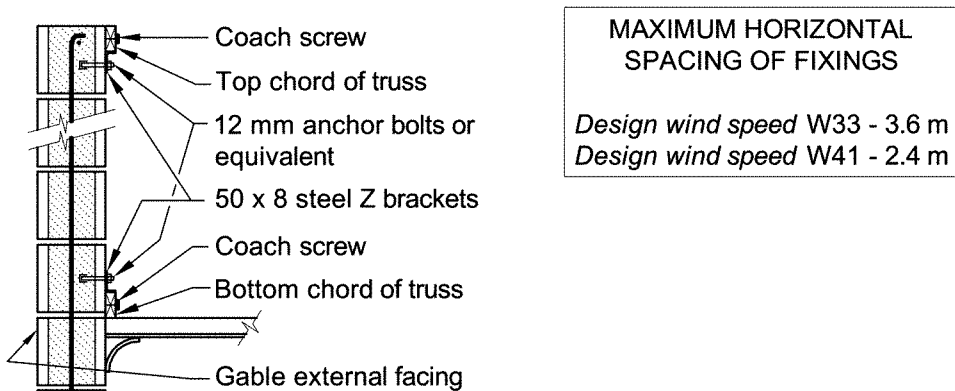 Coach screw
Top chord of truss
12 mm anchor bolts or
equivalent
50 x 8 steel Z brackets
Coach screw
Bottom chord of truss
Gable external facing
MAXIMUM HORIZONTAL
SPACING OF FIXINGS
Design wind speed W33 - 3.6 m
Design wind speed W41 - 2.4 m